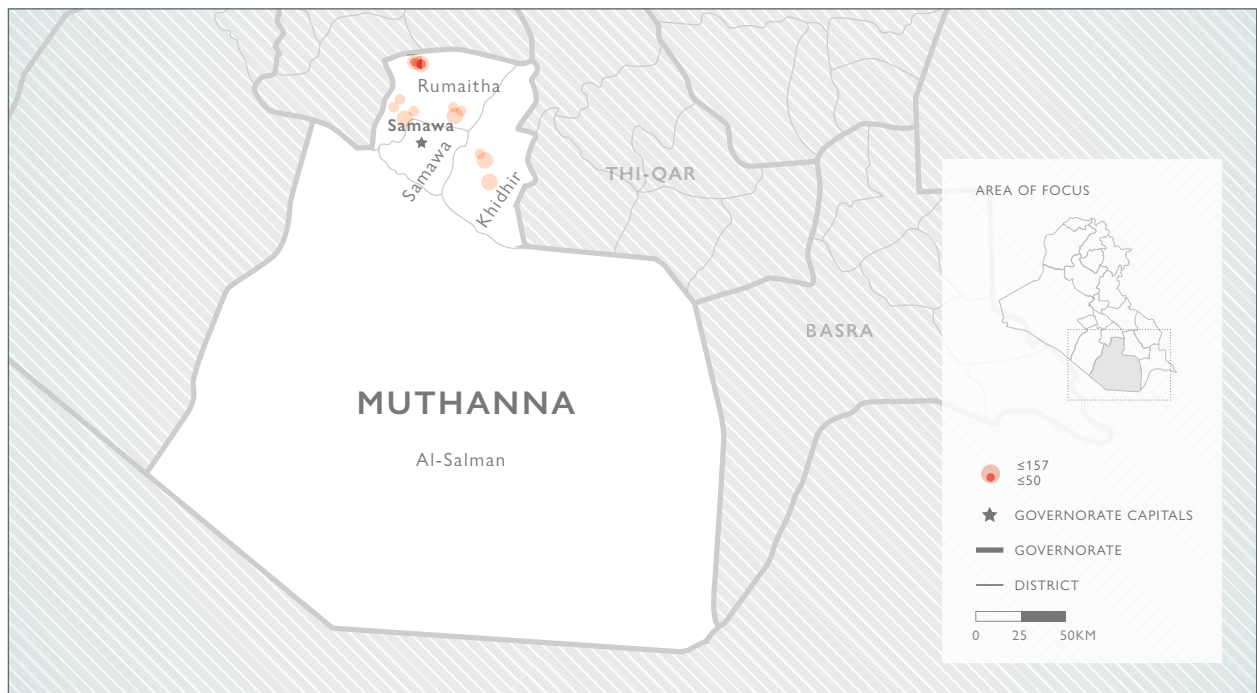 Rumaitha
Samawa
Samawa
Khidhir
THI-QAR
BASRA
MUTHANNA
Al-Salman
AREA OF FOCUS
≤157
≤50
GOVERNORATE CAPITALS
GOVERNORATE
DISTRICT
0 25 50KM